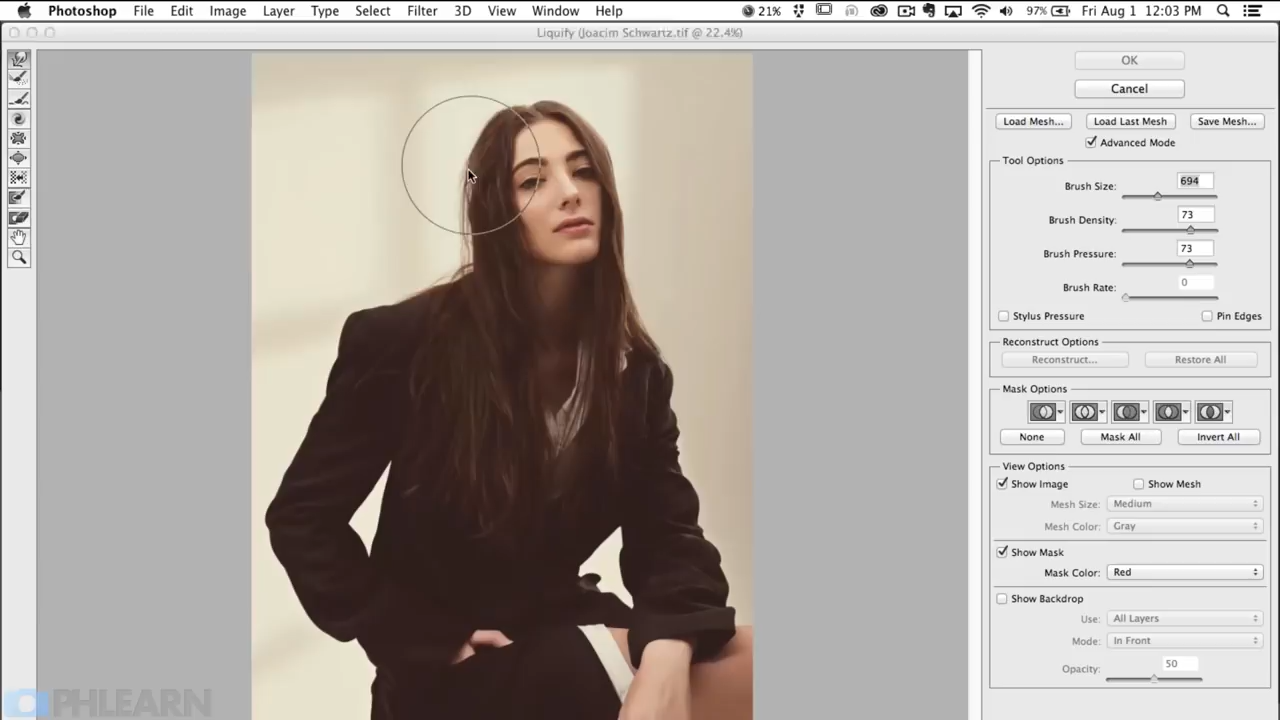 Photoshop File Edit Image Layer Type Select Filter 3D View Window Help 21% 97% Fri Aug 1 12:03 PM
Liquify (Joacim Schwartz.tif @ 22.4%)
OK
Cancel
Load Mesh... Load Last Mesh Save Mesh...
Advanced Mode
Tool Options
Brush Size: 694
Brush Density: 73
Brush Pressure: 73
Brush Rate: 0
Stylus Pressure Pin Edges
Reconstruct Options
Reconstruct... Restore All
Mask Options
None Mask All Invert All
View Options
Show Image Show Mesh
Mesh Size: Medium
Mesh Color: Gray
Show Mask
Mask Color: Red
Show Backdrop
Use: All Layers
Mode: In Front
Opacity: 50
PHLEARN